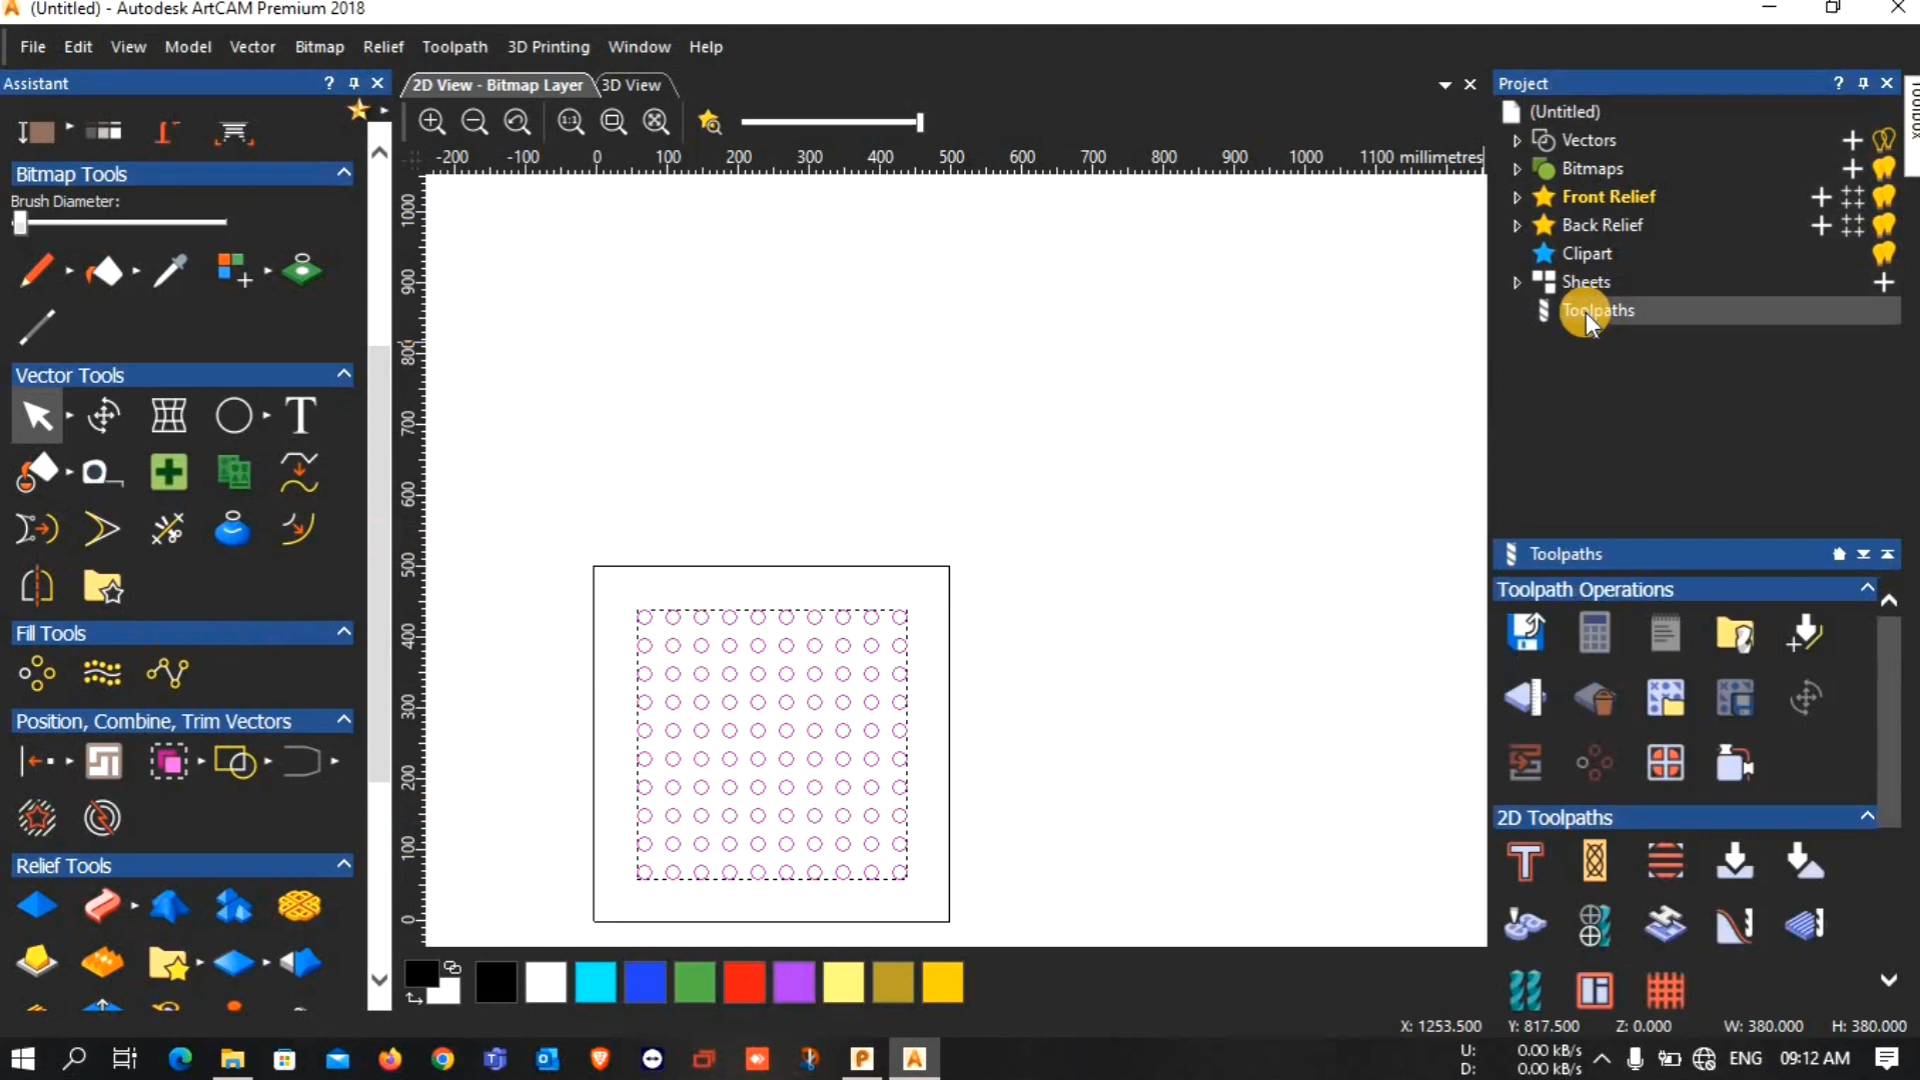 (Untitled) - Autodesk ArtCAM Premium 2018
File Edit View Model Vector Bitmap Relief Toolpath 3D Printing Window Help
Assistant ?
2D View - Bitmap Layer 3D View
Project ?
Toolbox
(Untitled)
Vectors
Bitmaps
Front Relief
Back Relief
Clipart
Sheets
Toolpaths
Bitmap Tools
Brush Diameter:
Vector Tools
Fill Tools
Position, Combine, Trim Vectors
Relief Tools
1:1
-200 -100 0 100 200 300 400 500 600 700 800 900 1000 1100 millimetres
1000
900
800
700
600
500
400
300
200
100
0
Toolpaths
Toolpath Operations
2D Toolpaths
X: 1253.500 Y: 817.500 Z: 0.000 W: 380.000 H: 380.000
U: 0.00 kB/s
D: 0.00 kB/s
ENG 09:12 AM